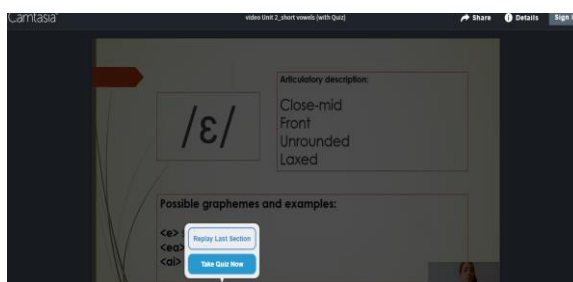 Camtasia®
video Unit 2_short vowels (with Quiz)
Share
Details
Sign
/ɛ/
Articulatory description:
Close-mid
Front
Unrounded
Laxed
Possible graphemes and examples:
<e> :
<ea>
<ai>
Replay Last Section
Take Quiz Now